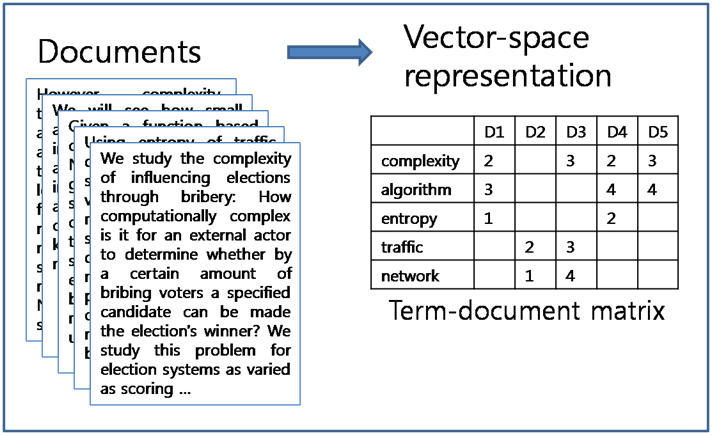 Documents
Vector-space
representation
However complexity
We will see how small
Given a function based
Using entropy of traffic
We study the complexity
of influencing elections
through bribery: How
computationally complex
is it for an external actor
to determine whether by
a certain amount of
bribing voters a specified
candidate can be made
the election's winner? We
study this problem for
election systems as varied
as scoring ...
D1 D2 D3 D4 D5
complexity 2 3 2 3
algorithm 3 4 4
entropy 1 2
traffic 2 3
network 1 4
Term-document matrix